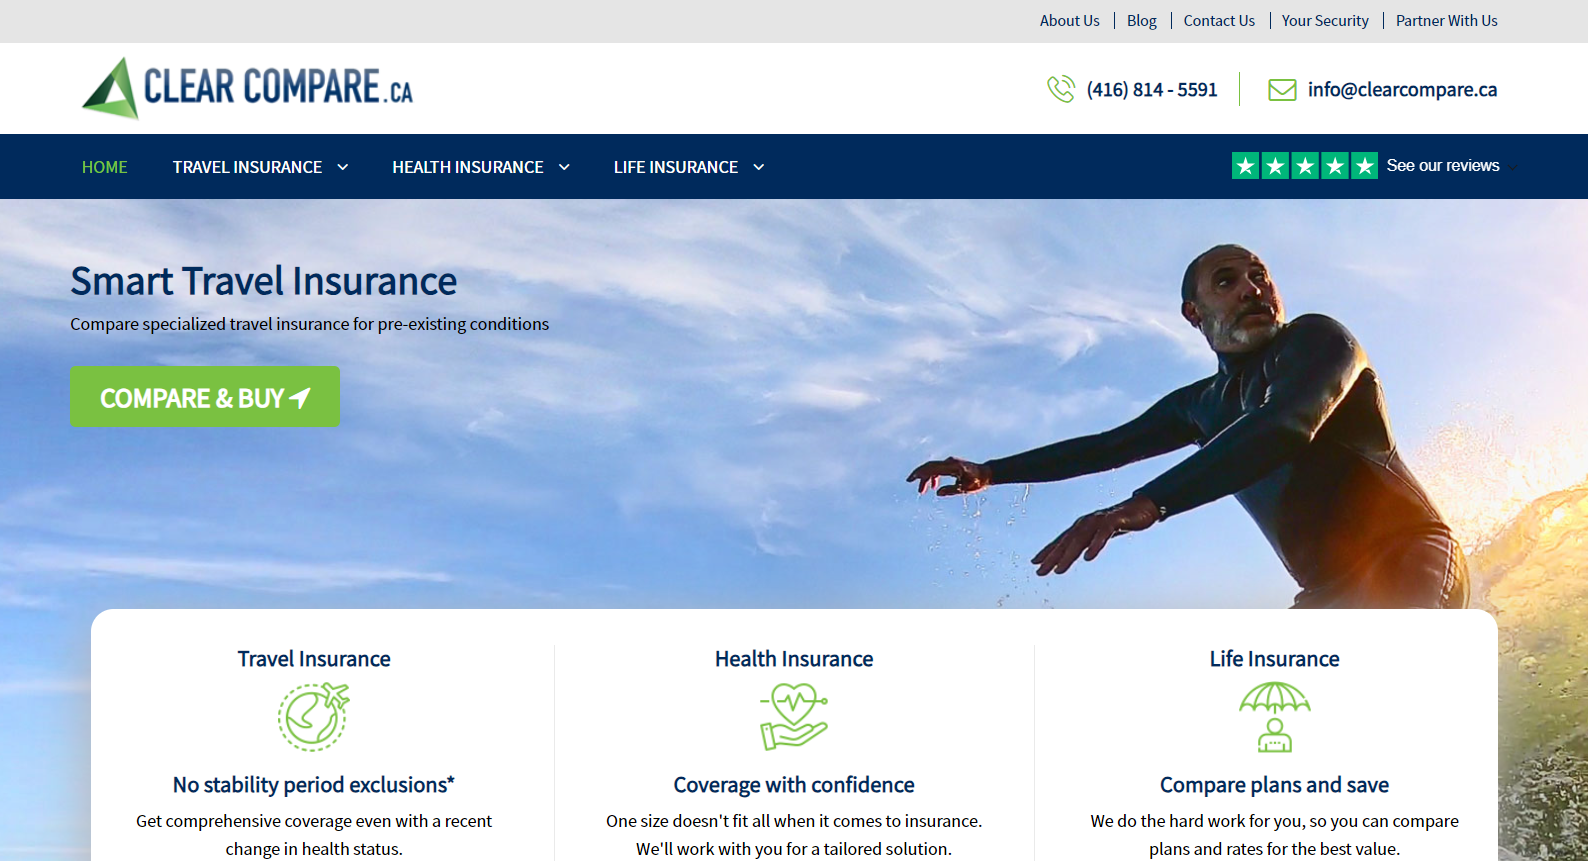 About Us
Blog
Contact Us
Your Security
Partner With Us
CLEAR COMPARE.CA
(416) 814 - 5591
info@clearcompare.ca
HOME
TRAVEL INSURANCE
HEALTH INSURANCE
LIFE INSURANCE
See our reviews
Smart Travel Insurance
Compare specialized travel insurance for pre-existing conditions
COMPARE & BUY
Travel Insurance
No stability period exclusions*
Get comprehensive coverage even with a recent
change in health status.
Health Insurance
Coverage with confidence
One size doesn't fit all when it comes to insurance.
We'll work with you for a tailored solution.
Life Insurance
Compare plans and save
We do the hard work for you, so you can compare
plans and rates for the best value.